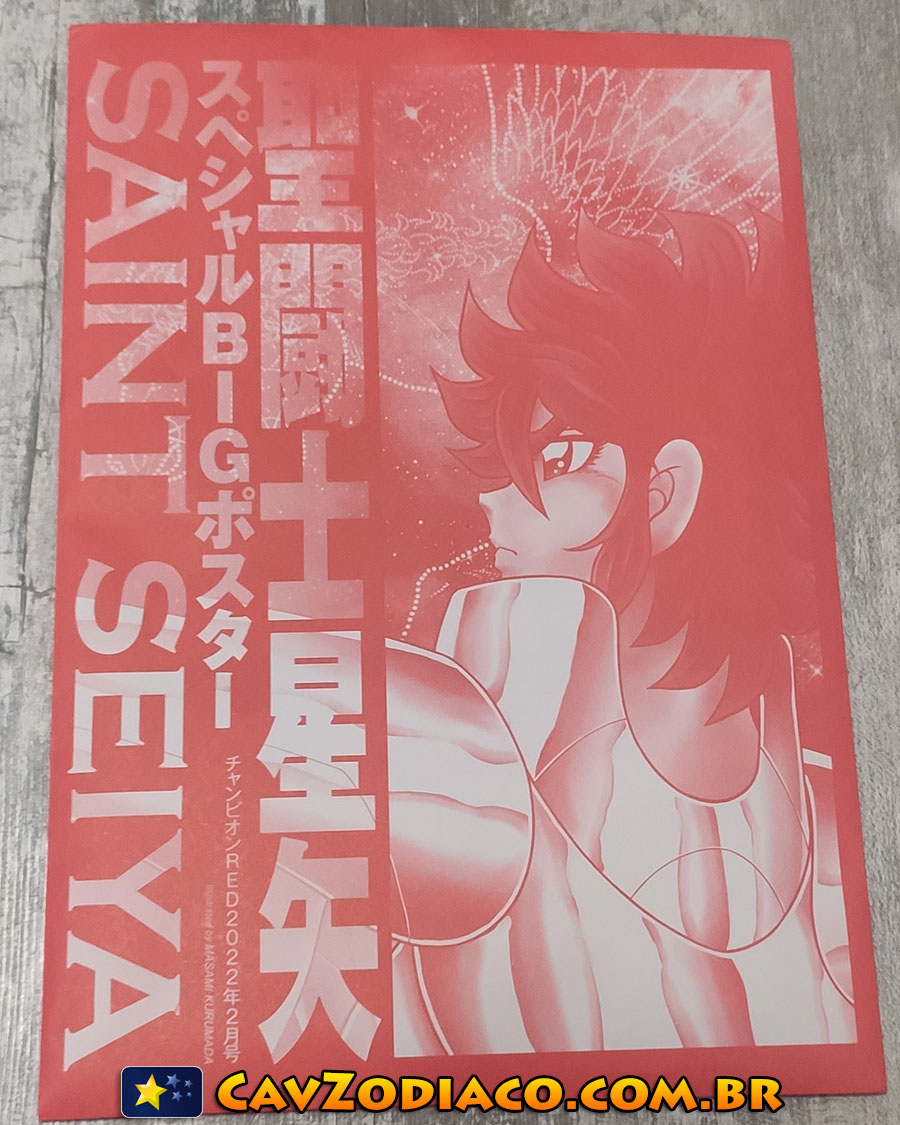 聖闘士星矢
スペシャルBIGポスター
チャンピオンRED2022年2月号
Illustrated by MASAMI KURUMADA
SAINT SEIYA
CAVZODIACO.COM.BR